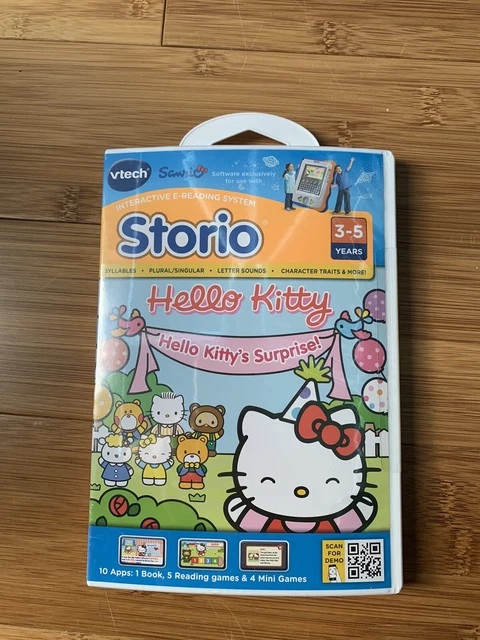 vtech Sanrio Software exclusively
for use with
INTERACTIVE E-READING SYSTEM
Storio
3-5
YEARS
SYLLABLES • PLURAL/SINGULAR • LETTER SOUNDS • CHARACTER TRAITS & MORE!
Hello Kitty
Hello Kitty's Surprise!
SCAN
FOR
DEMO
10 Apps: 1 Book, 5 Reading games & 4 Mini Games